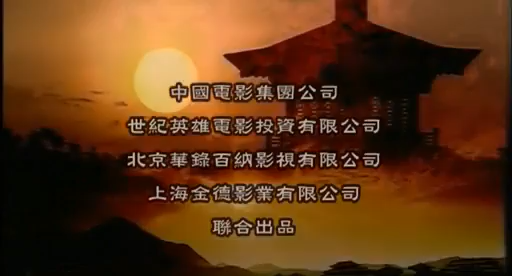 中國電影集團公司
世紀英雄電影投資有限公司
北京華錄百納影視有限公司
上海金德影業有限公司
聯合出品